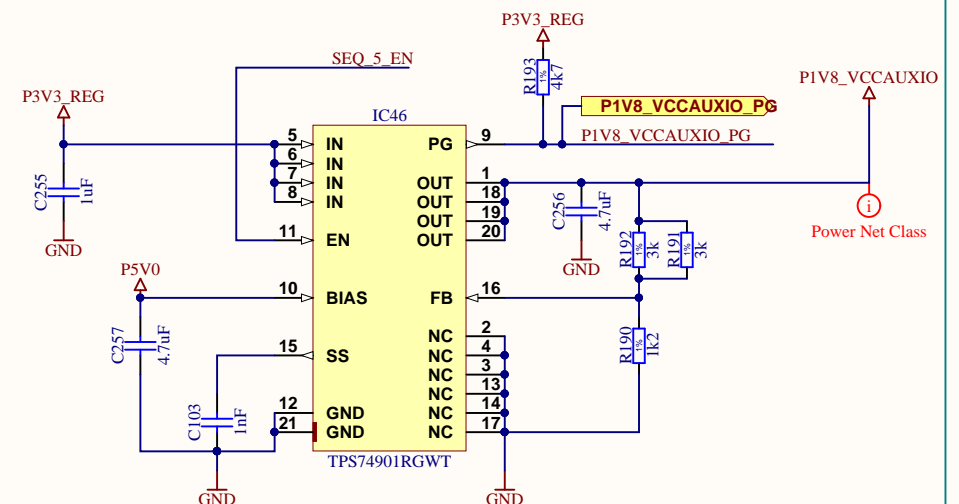 P3V3_REG
SEQ_5_EN
R193
1%
4k7
P1V8_VCCAUXIO
P3V3_REG
IC46
P1V8_VCCAUXIO_PG
P1V8_VCCAUXIO_PG
5 IN
6 IN
7 IN
8 IN
11 EN
10 BIAS
15 SS
12 GND
21 GND
PG 9
OUT 1
OUT 18
OUT 19
OUT 20
FB 16
NC 2
NC 4
NC 3
NC 13
NC 14
NC 17
C255
1uF
GND
C256
4.7uF
GND
R192
1%
3k
R191
1%
3k
i
Power Net Class
P5V0
C257
4.7uF
R190
1%
1k2
C103
1nF
TPS74901RGWT
GND
GND